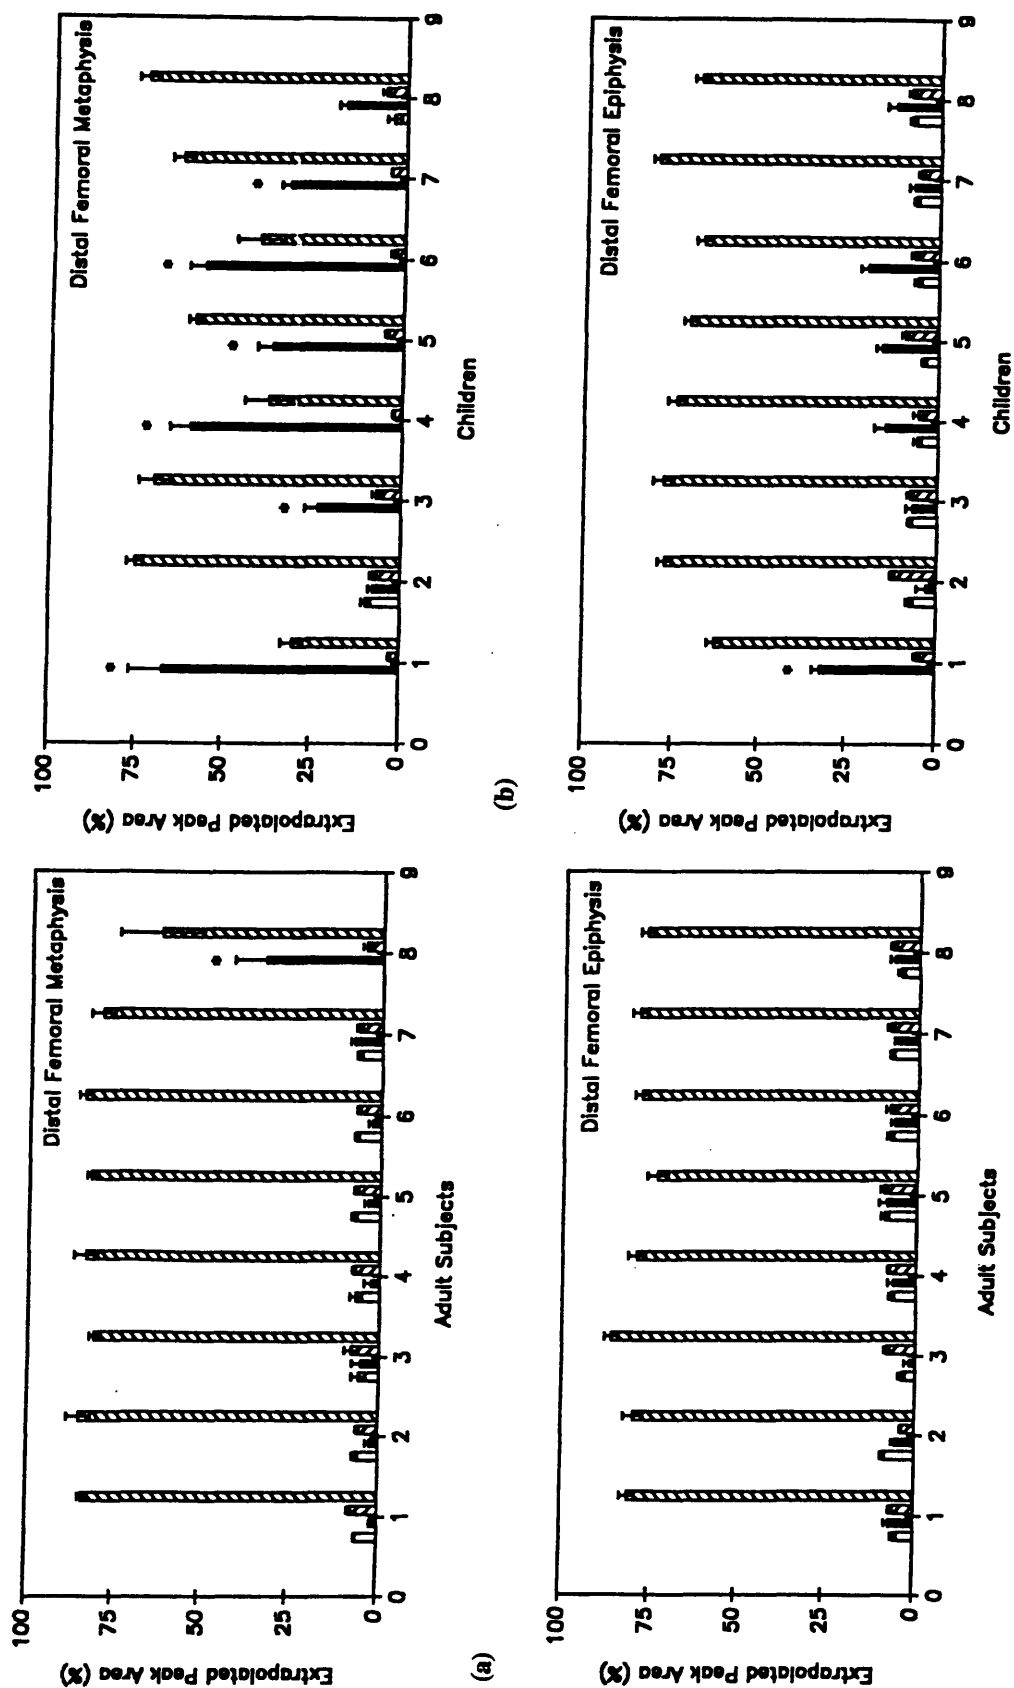 100
75
50
25
0
Extrapolated Peak Area (%)
Distal Femoral Metaphysis
0 1 2 3 4 5 6 7 8 9
Adult Subjects
100
75
50
25
0
Extrapolated Peak Area (%)
Distal Femoral Epiphysis
0 1 2 3 4 5 6 7 8 9
Adult Subjects
(a)
100
75
50
25
0
Extrapolated Peak Area (%)
Distal Femoral Metaphysis
0 1 2 3 4 5 6 7 8 9
Children
100
75
50
25
0
Extrapolated Peak Area (%)
Distal Femoral Epiphysis
0 1 2 3 4 5 6 7 8 9
Children
(b)